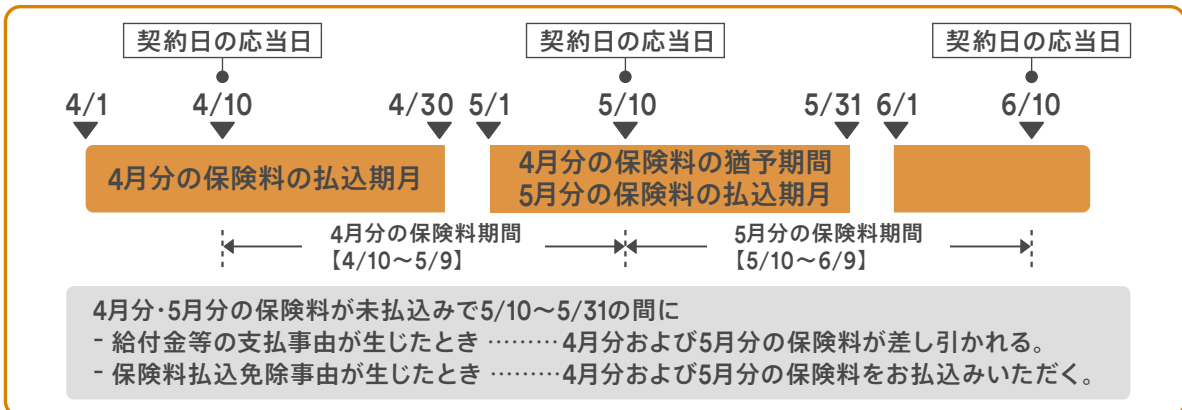 契約日の応当日 契約日の応当日 契約日の応当日
4/1 4/10 4/30 5/1 5/10 5/31 6/1 6/10
4月分の保険料の払込期月
4月分の保険料の猶予期間
5月分の保険料の払込期月
4月分の保険料期間
【4/10〜5/9】
5月分の保険料期間
【5/10〜6/9】
4月分・5月分の保険料が未払込みで5/10〜5/31の間に
- 給付金等の支払事由が生じたとき ……… 4月分および5月分の保険料が差し引かれる。
- 保険料払込免除事由が生じたとき ………4月分および5月分の保険料をお払込みいただく。